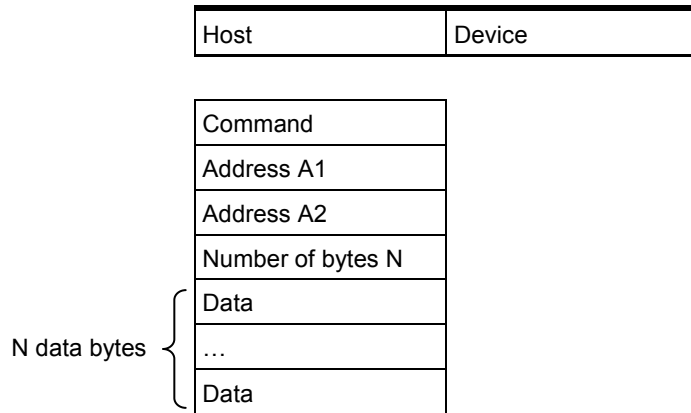 Host Device
Command
Address A1
Address A2
Number of bytes N
Data
N data bytes …
Data